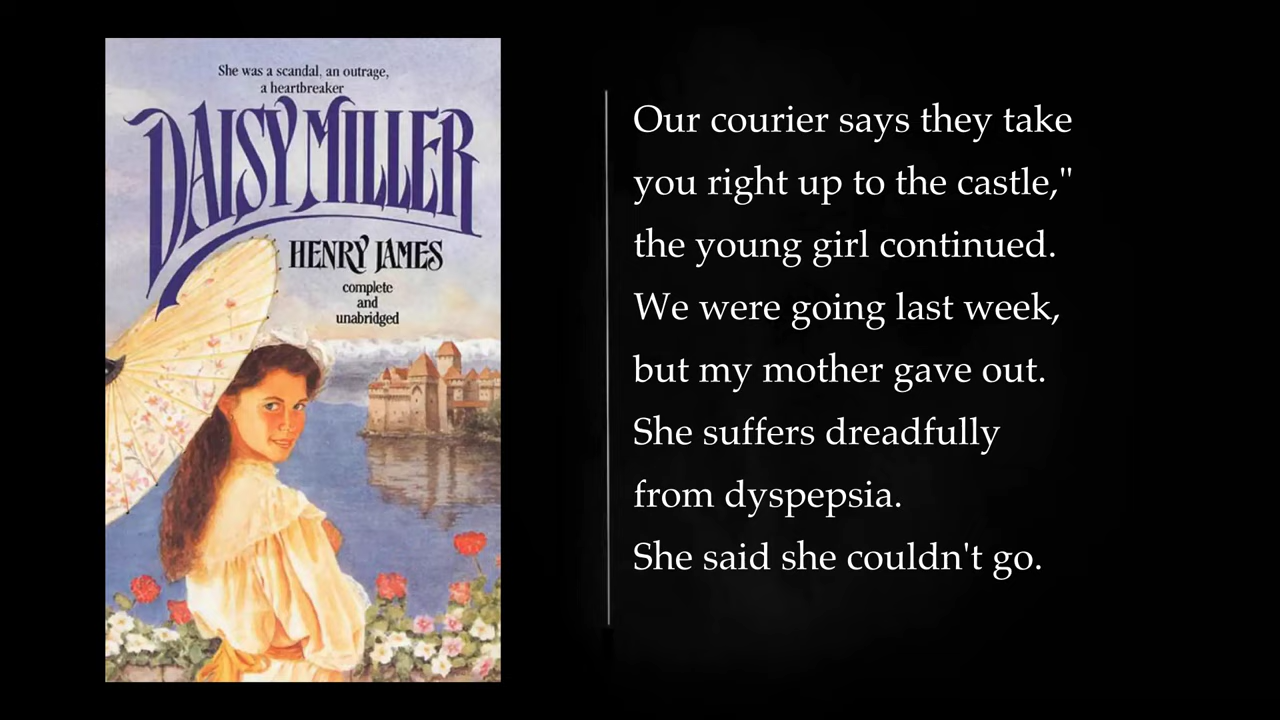 She was a scandal, an outrage,
a heartbreaker
DAISY MILLER
HENRY JAMES
complete
and
unabridged
Our courier says they take
you right up to the castle,"
the young girl continued.
We were going last week,
but my mother gave out.
She suffers dreadfully
from dyspepsia.
She said she couldn't go.